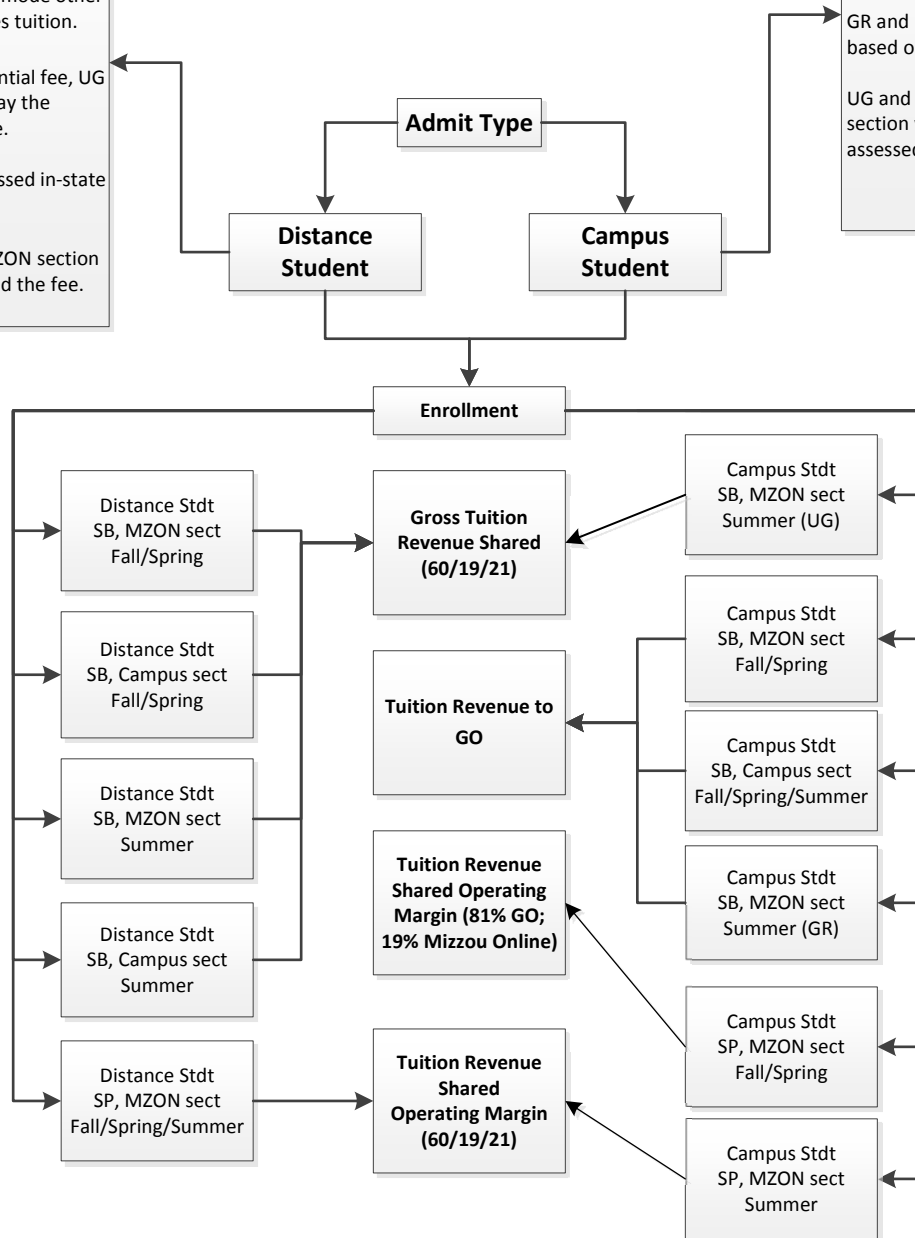 mode other
es tuition.
ntial fee, UG
ay the
e.
ssed in-state
ZON section
d the fee.
GR and
based o
UG and
section
assessed
Admit Type
Distance
Student
Campus
Student
Enrollment
Distance Stdt
SB, MZON sect
Fall/Spring
Distance Stdt
SB, Campus sect
Fall/Spring
Distance Stdt
SB, MZON sect
Summer
Distance Stdt
SB, Campus sect
Summer
Distance Stdt
SP, MZON sect
Fall/Spring/Summer
Gross Tuition
Revenue Shared
(60/19/21)
Tuition Revenue to
GO
Tuition Revenue
Shared Operating
Margin (81% GO;
19% Mizzou Online)
Tuition Revenue
Shared
Operating Margin
(60/19/21)
Campus Stdt
SB, MZON sect
Summer (UG)
Campus Stdt
SB, MZON sect
Fall/Spring
Campus Stdt
SB, Campus sect
Fall/Spring/Summer
Campus Stdt
SB, MZON sect
Summer (GR)
Campus Stdt
SP, MZON sect
Fall/Spring
Campus Stdt
SP, MZON sect
Summer